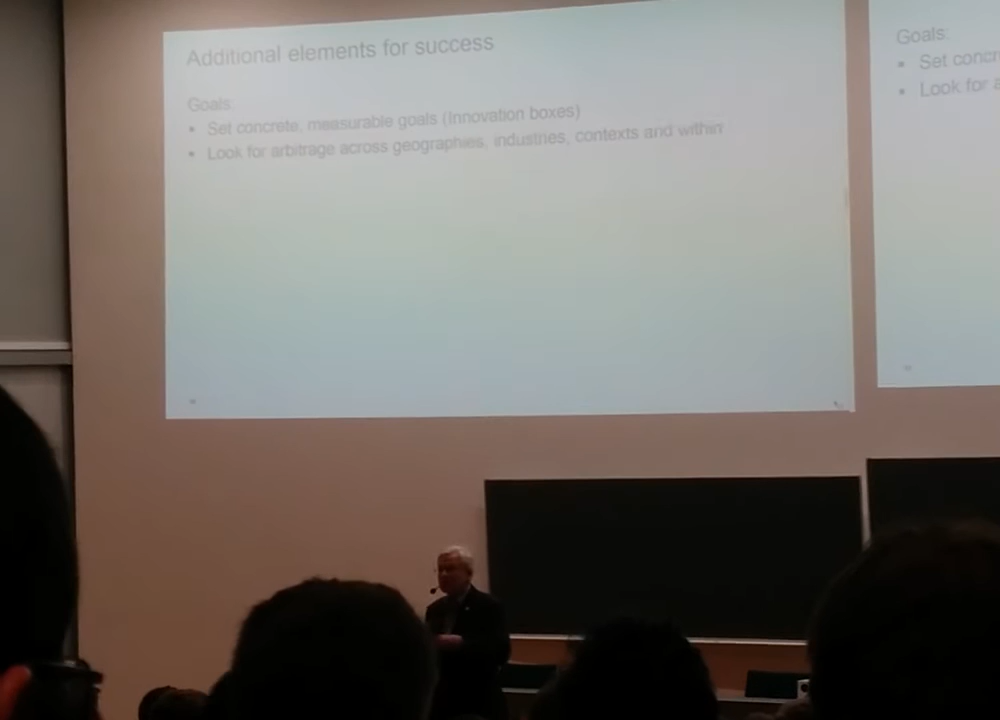 Additional elements for success
Goals:
• Set concrete, measurable goals (Innovation boxes)
• Look for arbitrage across geographies, industries, contexts and within
Goals:
• Set
• Look for